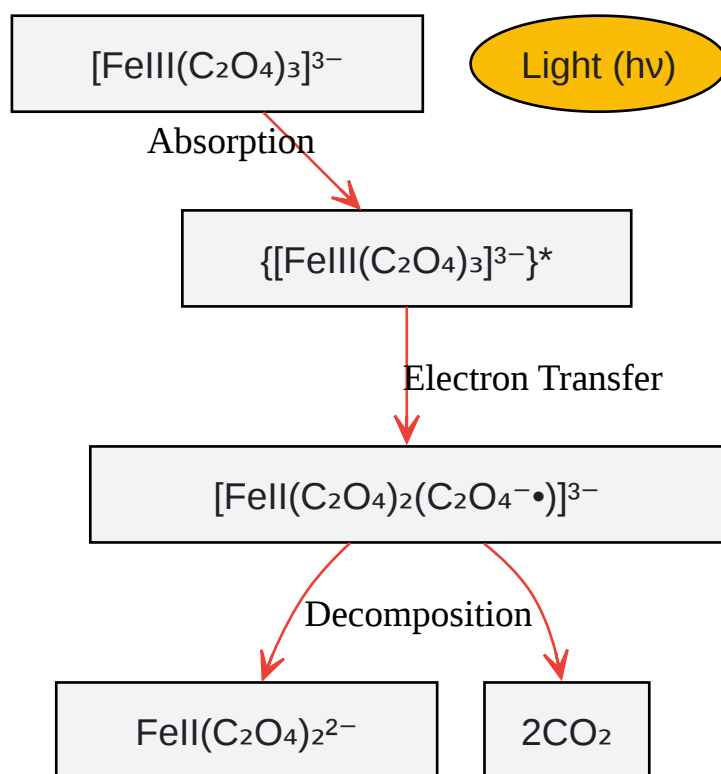 [FeIII(C₂O₄)₃]³⁻
Light (hν)
Absorption
{[FeIII(C₂O₄)₃]³⁻}*
Electron Transfer
[FeII(C₂O₄)₂(C₂O₄⁻•)]³⁻
Decomposition
FeII(C₂O₄)₂²⁻
2CO₂